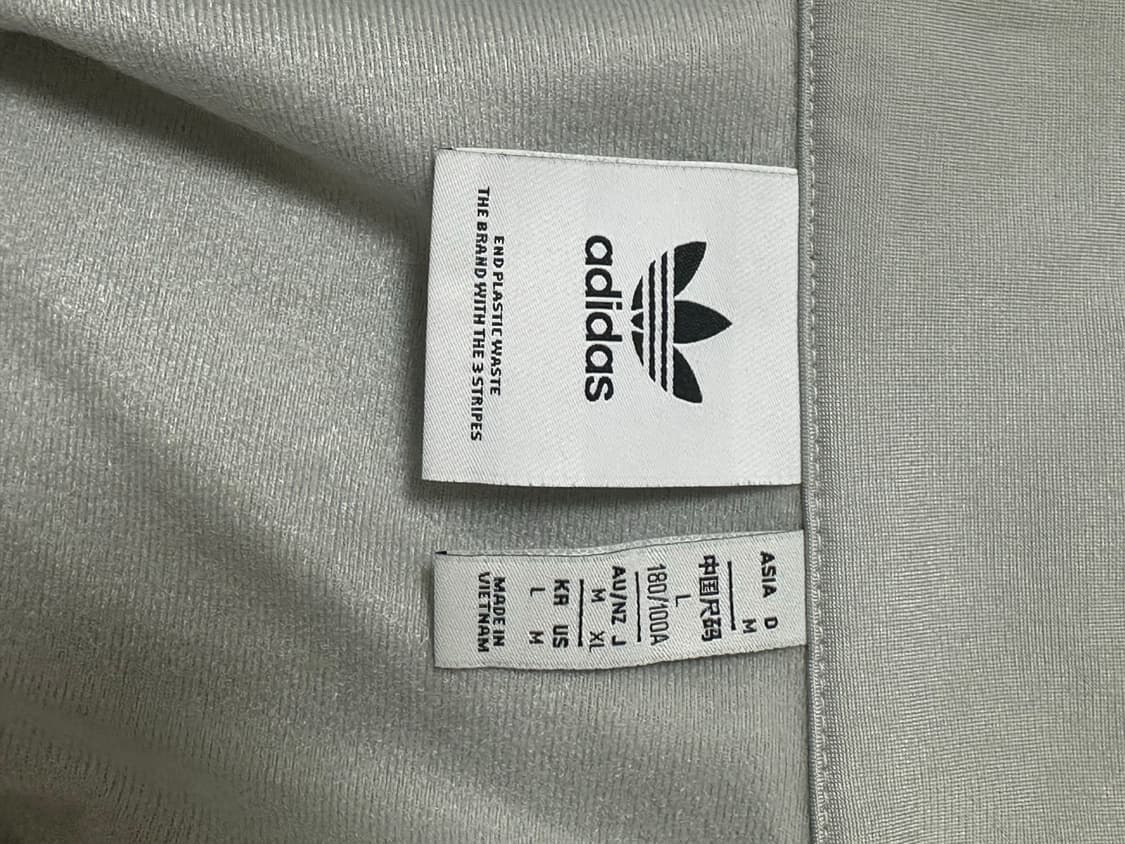 adidas
END PLASTIC WASTE
THE BRAND WITH THE 3 STRIPES
ASIA D
M
中国尺码
L
180/100A
AU/NZ J
M XL
KR US
L M
MADE IN
VIETNAM